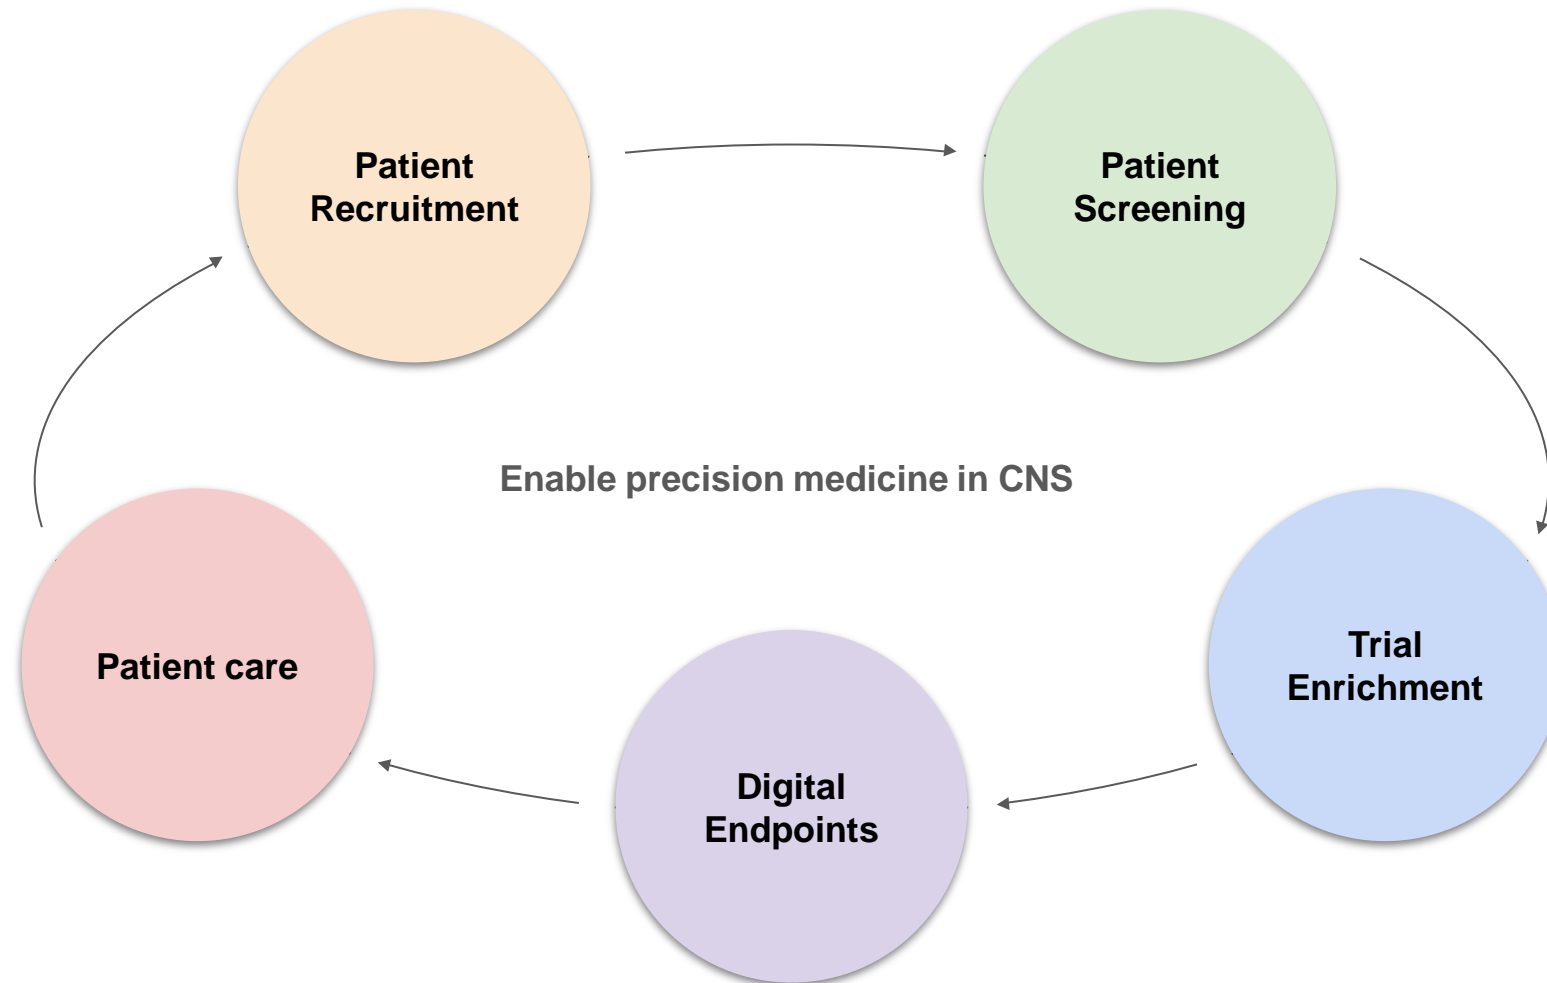 Patient
Recruitment
Patient
Screening
Enable precision medicine in CNS
Trial
Enrichment
Patient care
Digital
Endpoints